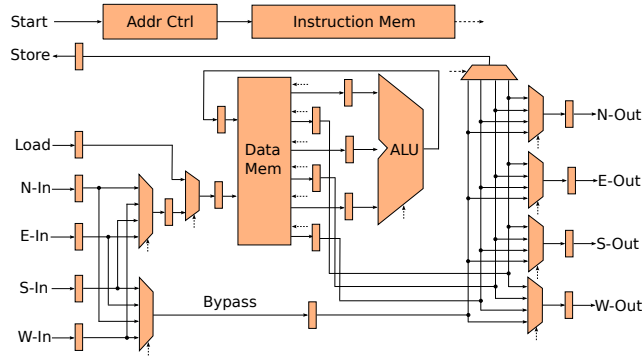 Start
Addr Ctrl
Instruction Mem
Store
Load
N-In
E-In
S-In
W-In
Data
Mem
ALU
Bypass
N-Out
E-Out
S-Out
W-Out